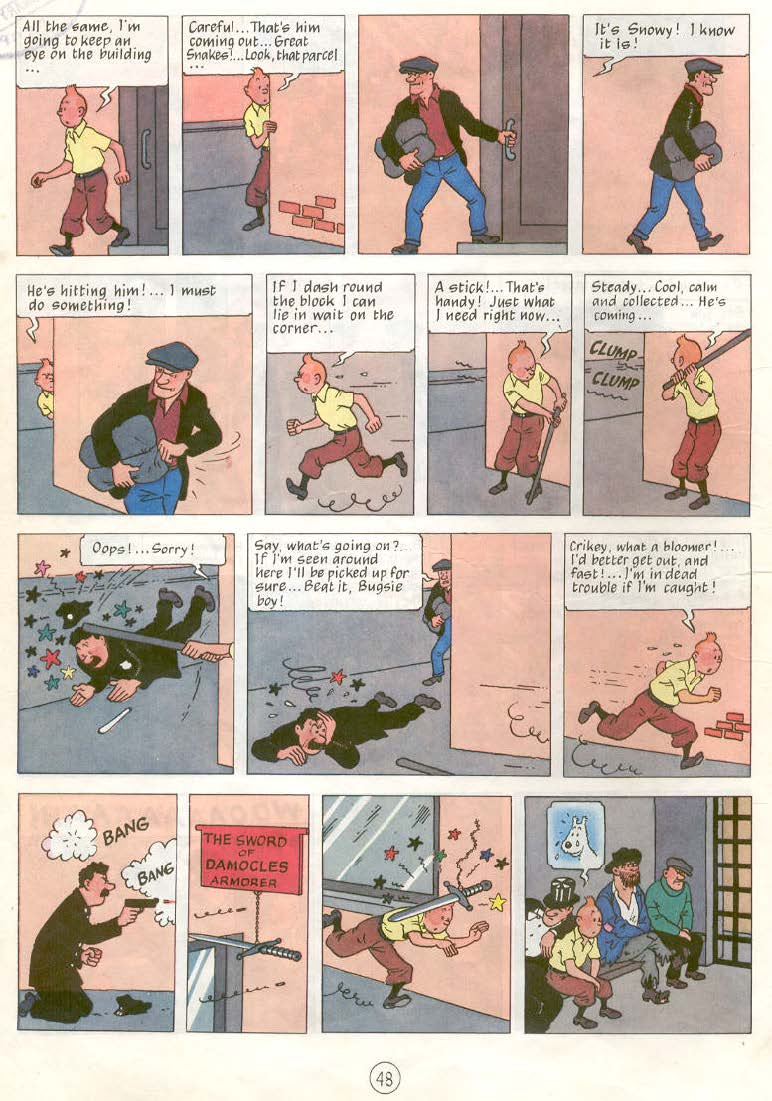 All the same, I'm
going to keep an
eye on the building
...
Careful...That's him
coming out...Great
Snakes!...Look, that parcel
...
It's Snowy! I know
it is!
He's hitting him!... I must
do something!
If I dash round
the block I can
lie in wait on the
corner...
A stick!...That's
handy! Just what
I need right now...
Steady... Cool, calm
and collected... He's
coming...
CLUMP
CLUMP
Oops!...Sorry!
Say, what's going on?...
If I'm seen around
here I'll be picked up for
sure... Beat it, Bugsie
boy!
Crikey, what a bloomer!...
I'd better get out, and
fast!...I'm in dead
trouble if I'm caught!
BANG
BANG
THE SWORD
OF
DAMOCLES
ARMORER
48